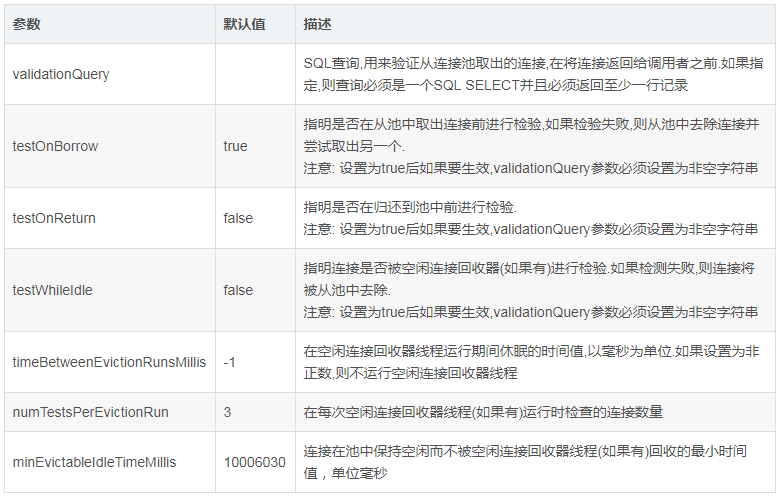 参数 默认值 描述
validationQuery
SQL查询,用来验证从连接池取出的连接,在将连接返回给调用者之前.如果指
定,则查询必须是一个SQL SELECT并且必须返回至少一行记录
testOnBorrow true
指明是否在从池中取出连接前进行检验,如果检验失败,则从池中去除连接并
尝试取出另一个.
注意: 设置为true后如果要生效,validationQuery参数必须设置为非空字符串
testOnReturn false
指明是否在归还到池中前进行检验.
注意: 设置为true后如果要生效,validationQuery参数必须设置为非空字符串
testWhileIdle false
指明连接是否被空闲连接回收器(如果有)进行检验.如果检测失败,则连接将
被从池中去除.
注意: 设置为true后如果要生效,validationQuery参数必须设置为非空字符串
timeBetweenEvictionRunsMillis -1
在空闲连接回收器线程运行期间休眠的时间值,以毫秒为单位.如果设置为非
正数,则不运行空闲连接回收器线程
numTestsPerEvictionRun 3 在每次空闲连接回收器线程(如果有)运行时检查的连接数量
minEvictableIdleTimeMillis 10006030
连接在池中保持空闲而不被空闲连接回收器线程(如果有)回收的最小时间
值，单位毫秒